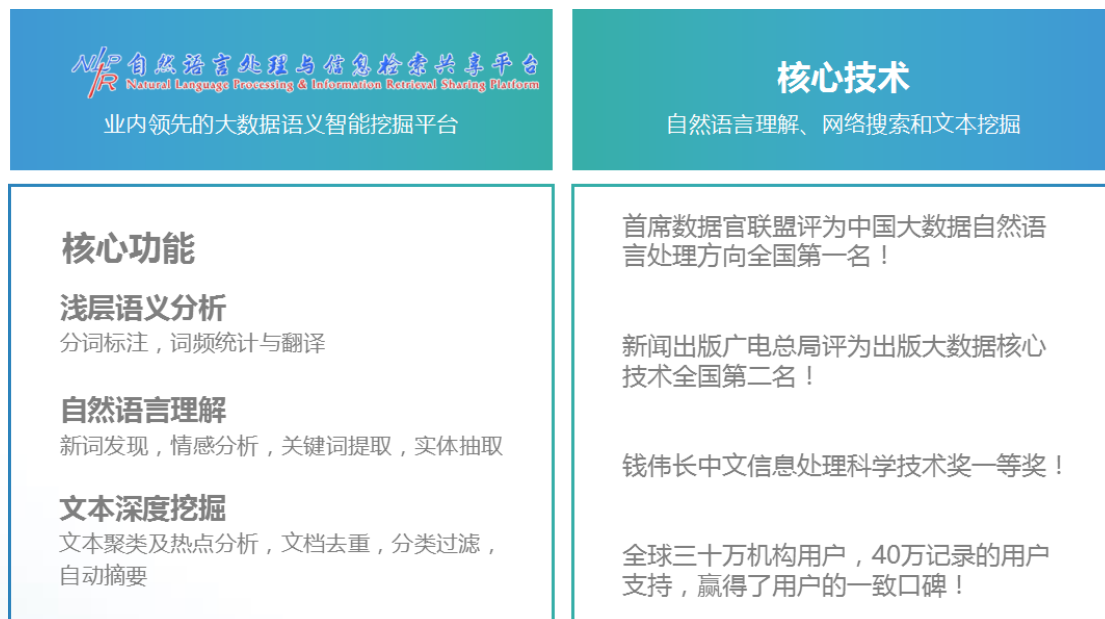 NLPIR 自然语言处理与信息检索共享平台
Natural Language Processing & Information Retrieval Sharing Platform
业内领先的大数据语义智能挖掘平台
核心技术
自然语言理解、网络搜索和文本挖掘
核心功能
浅层语义分析
分词标注，词频统计与翻译
自然语言理解
新词发现，情感分析，关键词提取，实体抽取
文本深度挖掘
文本聚类及热点分析，文档去重，分类过滤，
自动摘要
首席数据官联盟评为中国大数据自然语
言处理方向全国第一名！
新闻出版广电总局评为出版大数据核心
技术全国第二名！
钱伟长中文信息处理科学技术奖一等奖！
全球三十万机构用户，40万记录的用户
支持，赢得了用户的一致口碑！